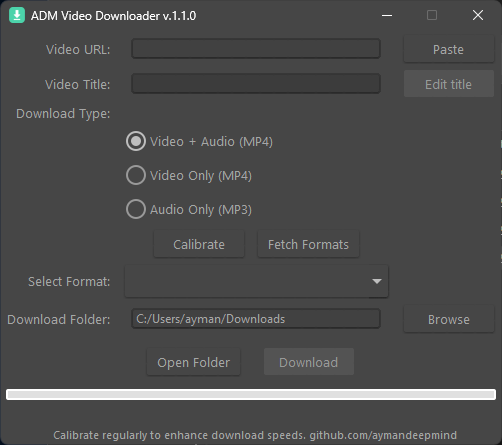 ADM Video Downloader v.1.1.0
Video URL: Paste
Video Title: Edit title
Download Type:
Video + Audio (MP4)
Video Only (MP4)
Audio Only (MP3)
Calibrate Fetch Formats
Select Format:
Download Folder: C:/Users/ayman/Downloads Browse
Open Folder Download
Calibrate regularly to enhance download speeds. github.com/aymandeepmind